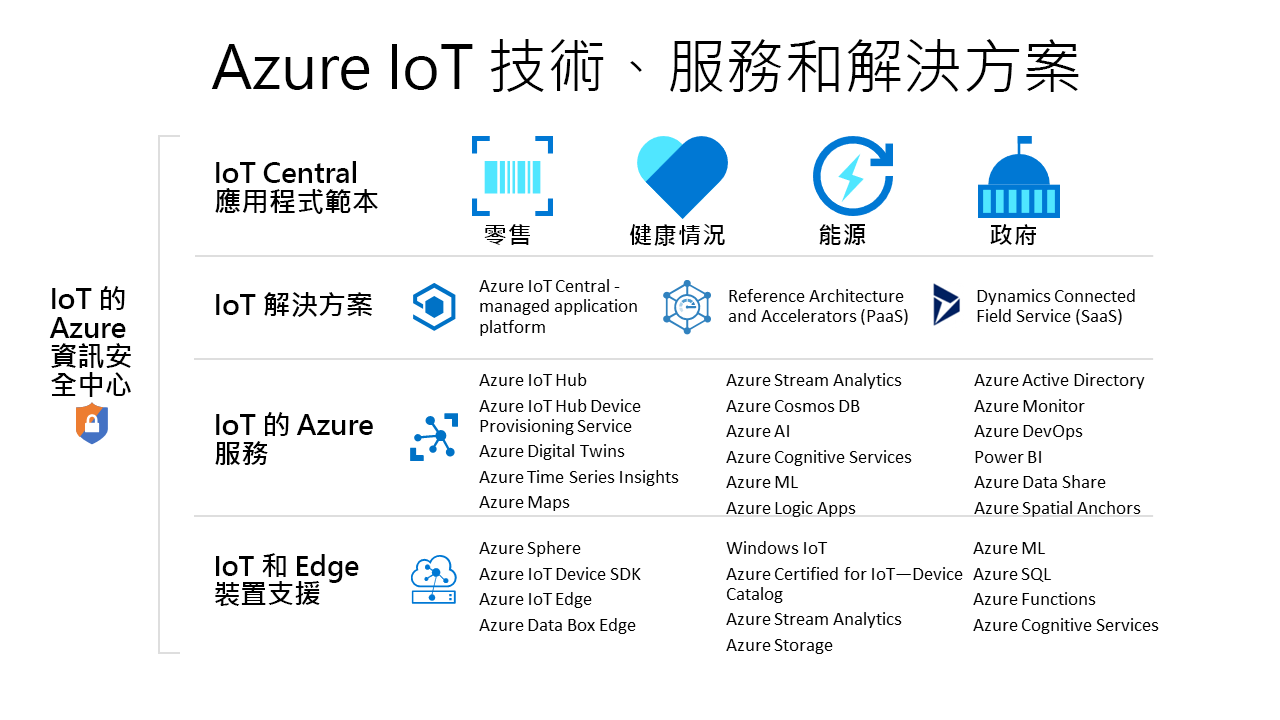 Azure IoT 技術、服務和解決方案
IoT 的
Azure
資訊安
全中心
IoT Central
應用程式範本
零售
健康情況
能源
政府
IoT 解決方案
Azure IoT Central -
managed application
platform
Reference Architecture
and Accelerators (PaaS)
Dynamics Connected
Field Service (SaaS)
IoT 的 Azure
服務
Azure IoT Hub
Azure IoT Hub Device
Provisioning Service
Azure Digital Twins
Azure Time Series Insights
Azure Maps
Azure Stream Analytics
Azure Cosmos DB
Azure AI
Azure Cognitive Services
Azure ML
Azure Logic Apps
Azure Active Directory
Azure Monitor
Azure DevOps
Power BI
Azure Data Share
Azure Spatial Anchors
IoT 和 Edge
裝置支援
Azure Sphere
Azure IoT Device SDK
Azure IoT Edge
Azure Data Box Edge
Windows IoT
Azure Certified for IoT—Device
Catalog
Azure Stream Analytics
Azure Storage
Azure ML
Azure SQL
Azure Functions
Azure Cognitive Services